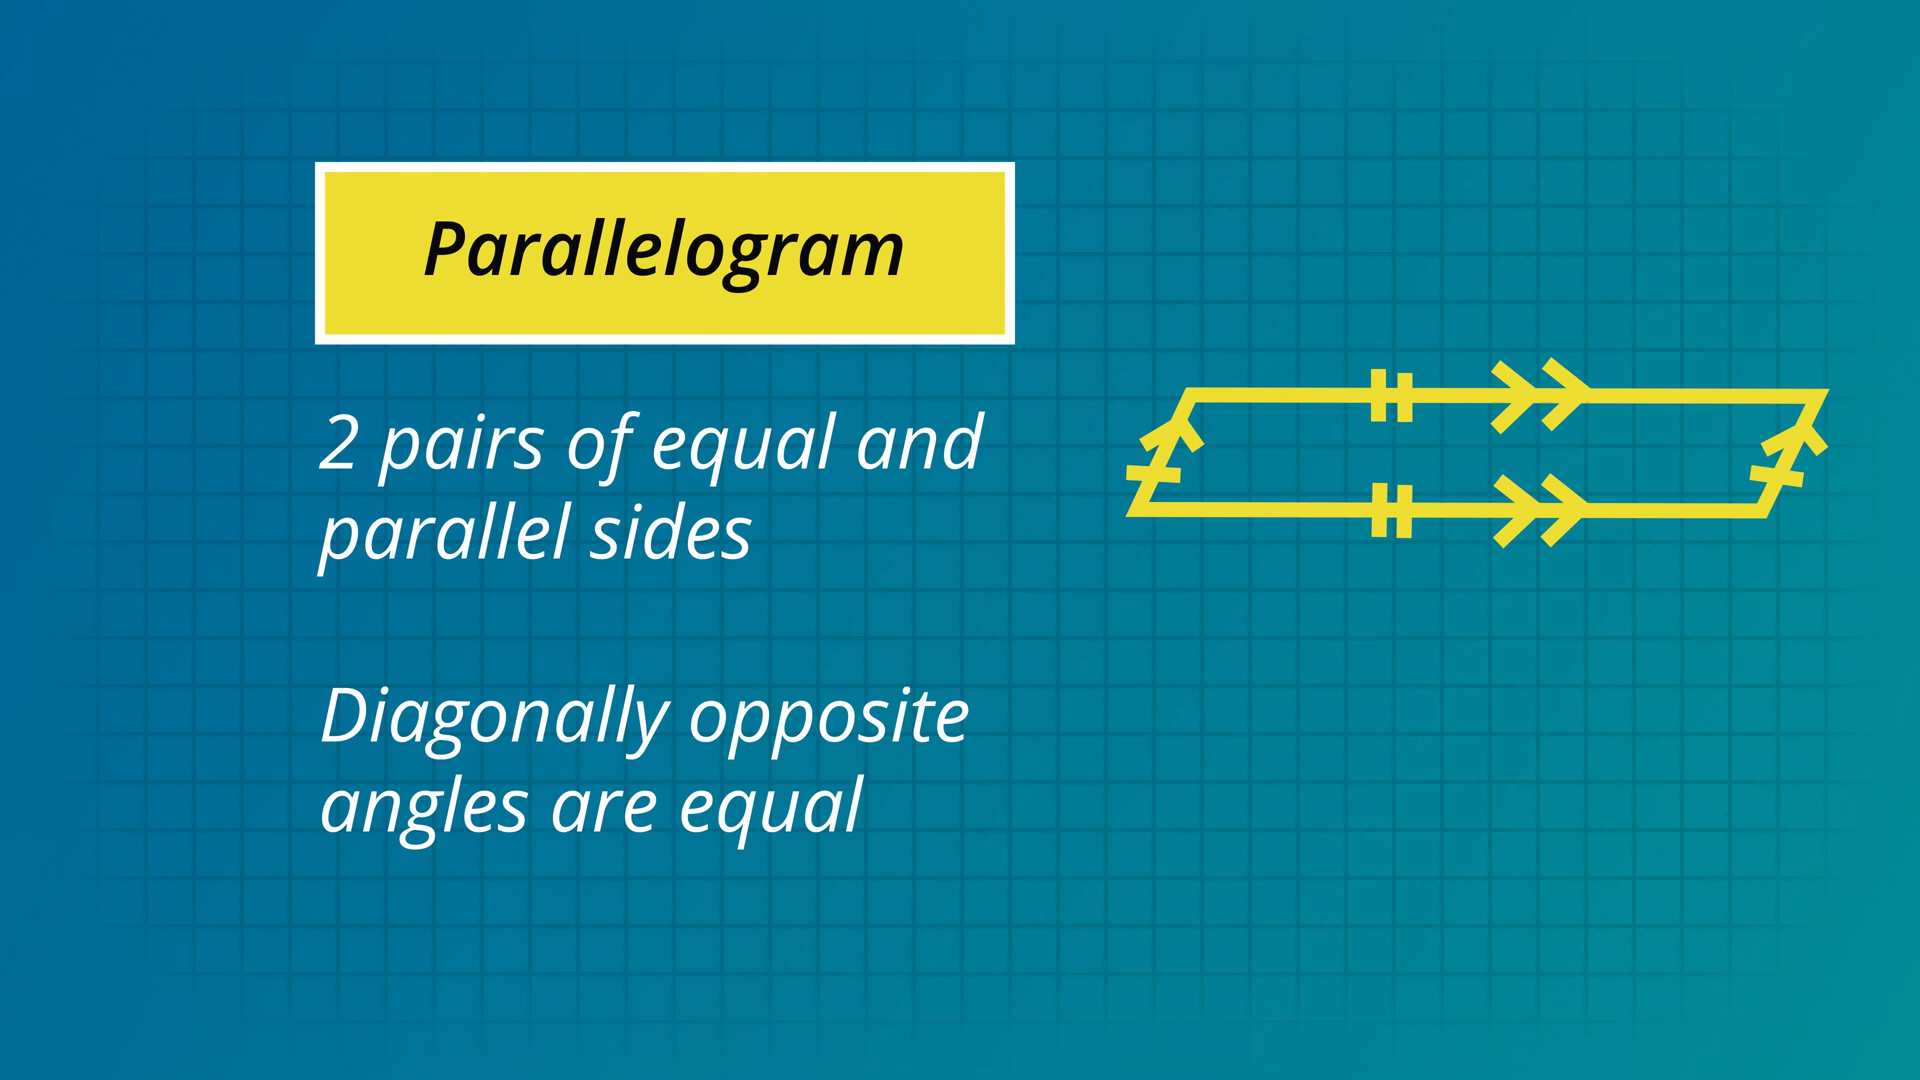 Parallelogram
2 pairs of equal and
parallel sides
Diagonally opposite
angles are equal